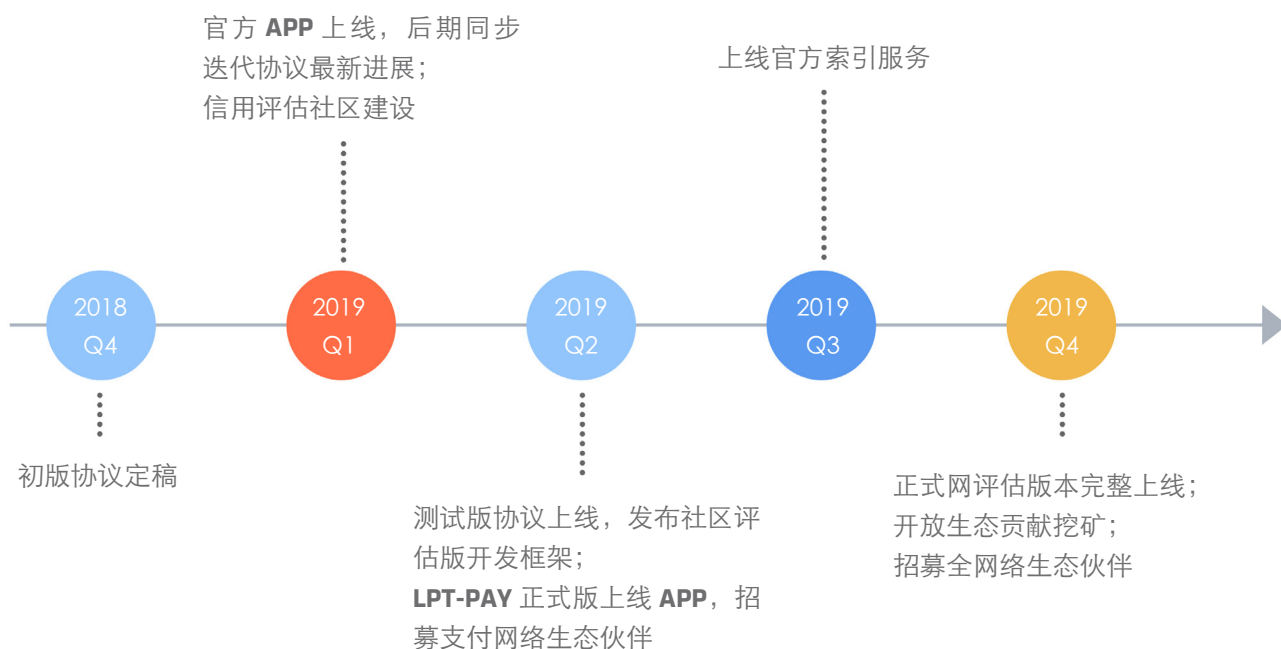 官方 APP 上线，后期同步
迭代协议最新进展；
信用评估社区建设
上线官方索引服务
2018
Q4
2019
Q1
2019
Q2
2019
Q3
2019
Q4
初版协议定稿
测试版协议上线，发布社区评
估版开发框架；
LPT-PAY 正式版上线 APP，招
募支付网络生态伙伴
正式网评估版本完整上线；
开放生态贡献挖矿；
招募全网络生态伙伴